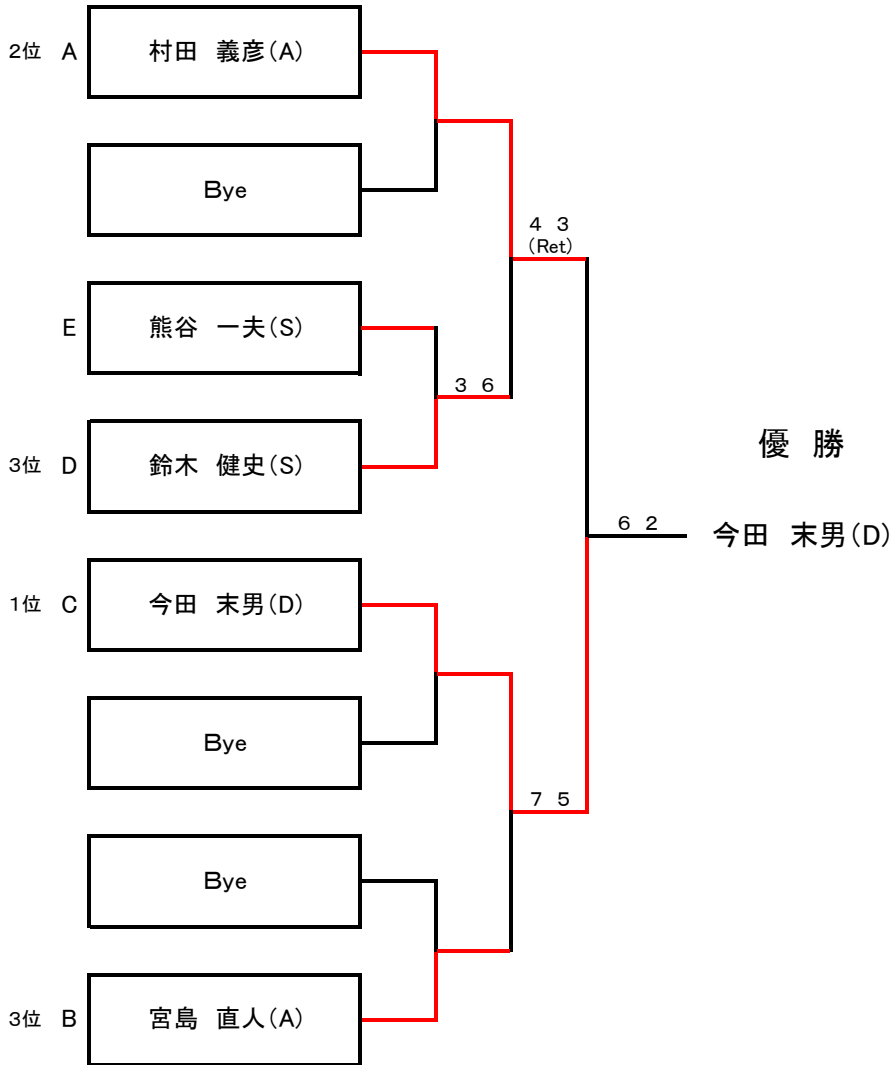 2位 A 村田 義彦(A)
Bye
4 3
(Ret)
E 熊谷 一夫(S)
3 6
3位 D 鈴木 健史(S)
優 勝
6 2 今田 末男(D)
1位 C 今田 末男(D)
Bye
7 5
Bye
3位 B 宮島 直人(A)